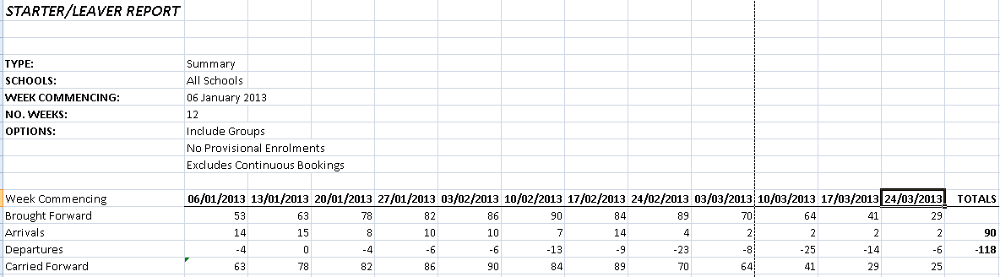 STARTER/LEAVER REPORT
TYPE: Summary
SCHOOLS: All Schools
WEEK COMMENCING: 06 January 2013
NO. WEEKS: 12
OPTIONS: Include Groups
No Provisional Enrolments
Excludes Continuous Bookings
Week Commencing 06/01/2013 13/01/2013 20/01/2013 27/01/2013 03/02/2013 10/02/2013 17/02/2013 24/02/2013 03/03/2013 10/03/2013 17/03/2013 24/03/2013 TOTALS
Brought Forward 53 63 78 82 86 90 84 89 70 64 41 29
Arrivals 14 15 8 10 10 7 14 4 2 2 2 2 90
Departures -4 0 -4 -6 -6 -13 -9 -23 -8 -25 -14 -6 -118
Carried Forward 63 78 82 86 90 84 89 70 64 41 29 25